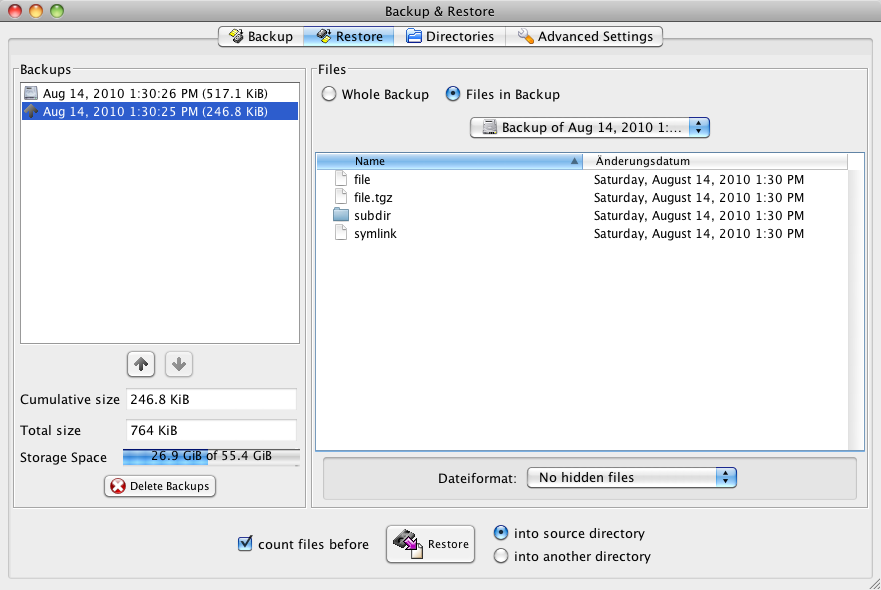 Backup & Restore
Backup Restore Directories Advanced Settings
Backups
Aug 14, 2010 1:30:26 PM (517.1 KiB)
Aug 14, 2010 1:30:25 PM (246.8 KiB)
Cumulative size 246.8 KiB
Total size 764 KiB
Storage Space 26.9 GiB of 55.4 GiB
Delete Backups
Files
Whole Backup Files in Backup
Backup of Aug 14, 2010 1:...
Name Änderungsdatum
file Saturday, August 14, 2010 1:30 PM
file.tgz Saturday, August 14, 2010 1:30 PM
subdir Saturday, August 14, 2010 1:30 PM
symlink Saturday, August 14, 2010 1:30 PM
Dateiformat: No hidden files
count files before
Restore
into source directory
into another directory